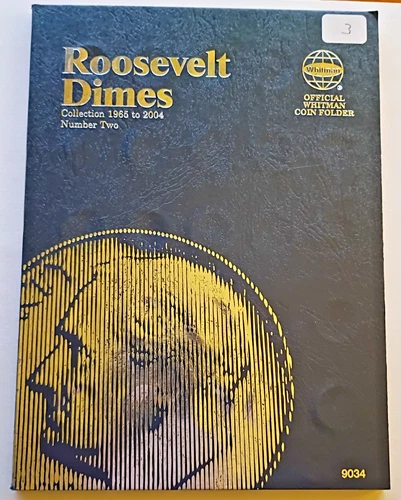 3
Roosevelt
Dimes
Collection 1965 to 2004
Number Two
Whitman
®
OFFICIAL
WHITMAN
COIN FOLDER
9034